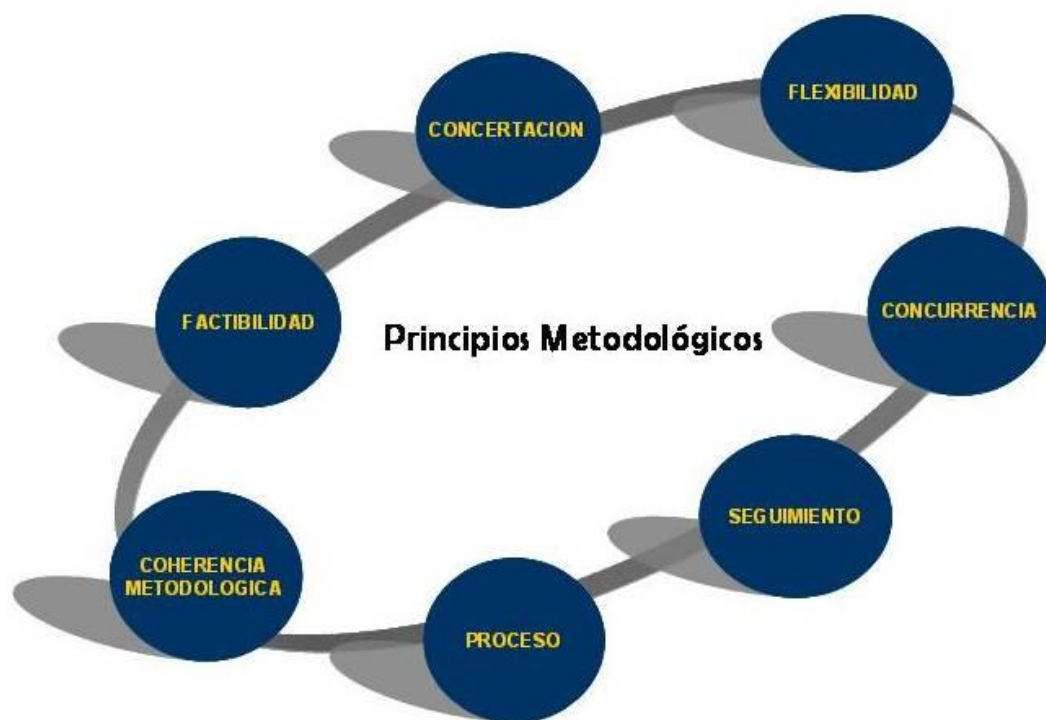 FLEXIBILIDAD
CONCERTACION
CONCURRENCIA
FACTIBILIDAD
Principios Metodológicos
SEGUIMIENTO
COHERENCIA
METODOLOGICA
PROCESO